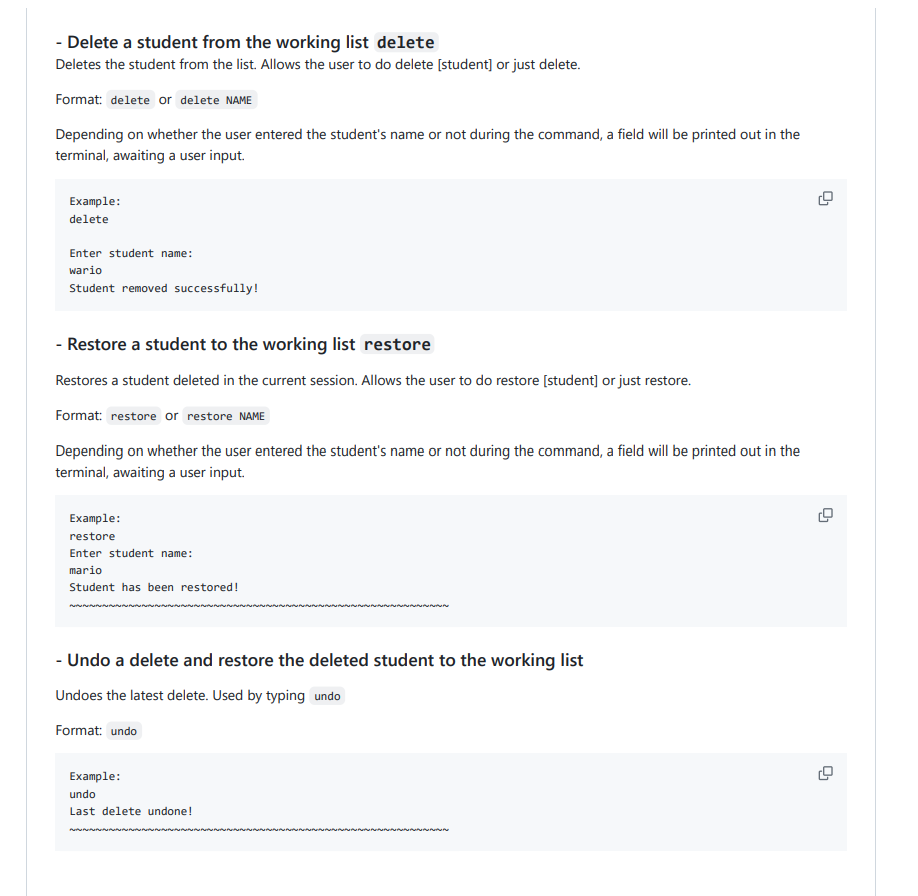 - Delete a student from the working list delete
Deletes the student from the list. Allows the user to do delete [student] or just delete.
Format: delete or delete NAME
Depending on whether the user entered the student's name or not during the command, a field will be printed out in the
terminal, awaiting a user input.
Example:
delete
Enter student name:
wario
Student removed successfully!
- Restore a student to the working list restore
Restores a student deleted in the current session. Allows the user to do restore [student] or just restore.
Format: restore or restore NAME
Depending on whether the user entered the student's name or not during the command, a field will be printed out in the
terminal, awaiting a user input.
Example:
restore
Enter student name:
mario
Student has been restored!
~~~~~~~~~~~~~~~~~~~~~~~~~~~~~~~~~~~~~~~~~~~~~~~~~~~~~~~~~~
- Undo a delete and restore the deleted student to the working list
Undoes the latest delete. Used by typing undo
Format: undo
Example:
undo
Last delete undone!
~~~~~~~~~~~~~~~~~~~~~~~~~~~~~~~~~~~~~~~~~~~~~~~~~~~~~~~~~~